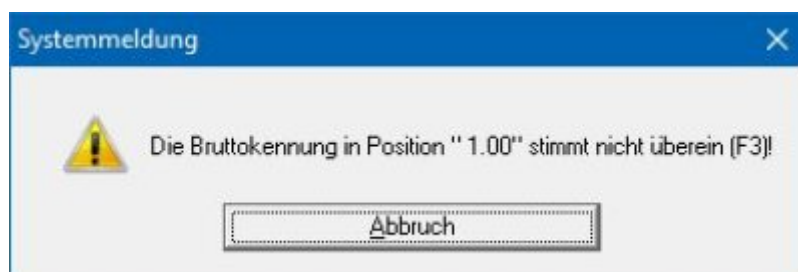 Systemmeldung
Die Bruttokennung in Position " 1.00" stimmt nicht überein (F3)!
Abbruch